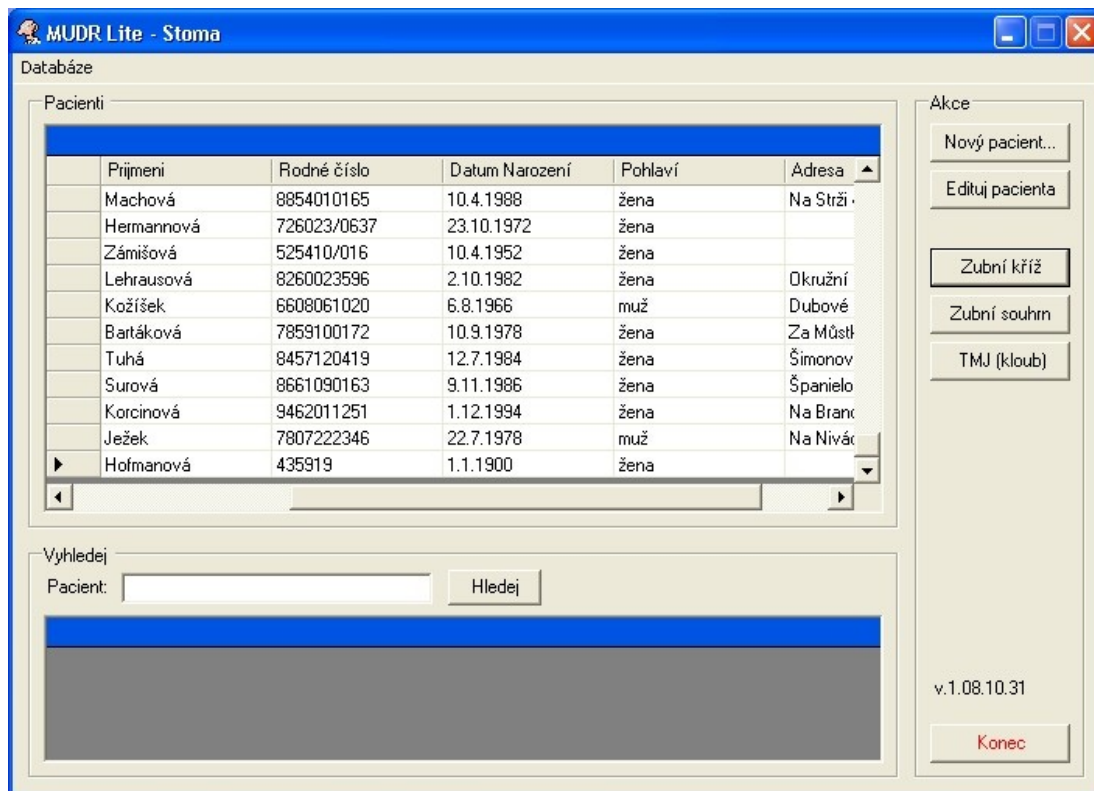 MUDR Lite - Stoma
Databáze
Pacienti
Prijmeni Rodné číslo Datum Narození Pohlaví Adresa
Machová 8854010165 10.4.1988 žena Na Strži
Hermannová 726023/0637 23.10.1972 žena
Zámišová 525410/016 10.4.1952 žena
Lehrausová 8260023596 2.10.1982 žena Okružní
Kožíšek 6608061020 6.8.1966 muž Dubové
Bartáková 7859100172 10.9.1978 žena Za Můstk
Tuhá 8457120419 12.7.1984 žena Šimonov
Surová 8661090163 9.11.1986 žena Španielo
Korcinová 9462011251 1.12.1994 žena Na Branc
Ježek 7807222346 22.7.1978 muž Na Nivác
Hofmanová 435919 1.1.1900 žena
Vyhledej
Pacient: Hledej
Akce
Nový pacient...
Edituj pacienta
Zubní kříž
Zubní souhrn
TMJ (kloub)
v.1.08.10.31
Konec